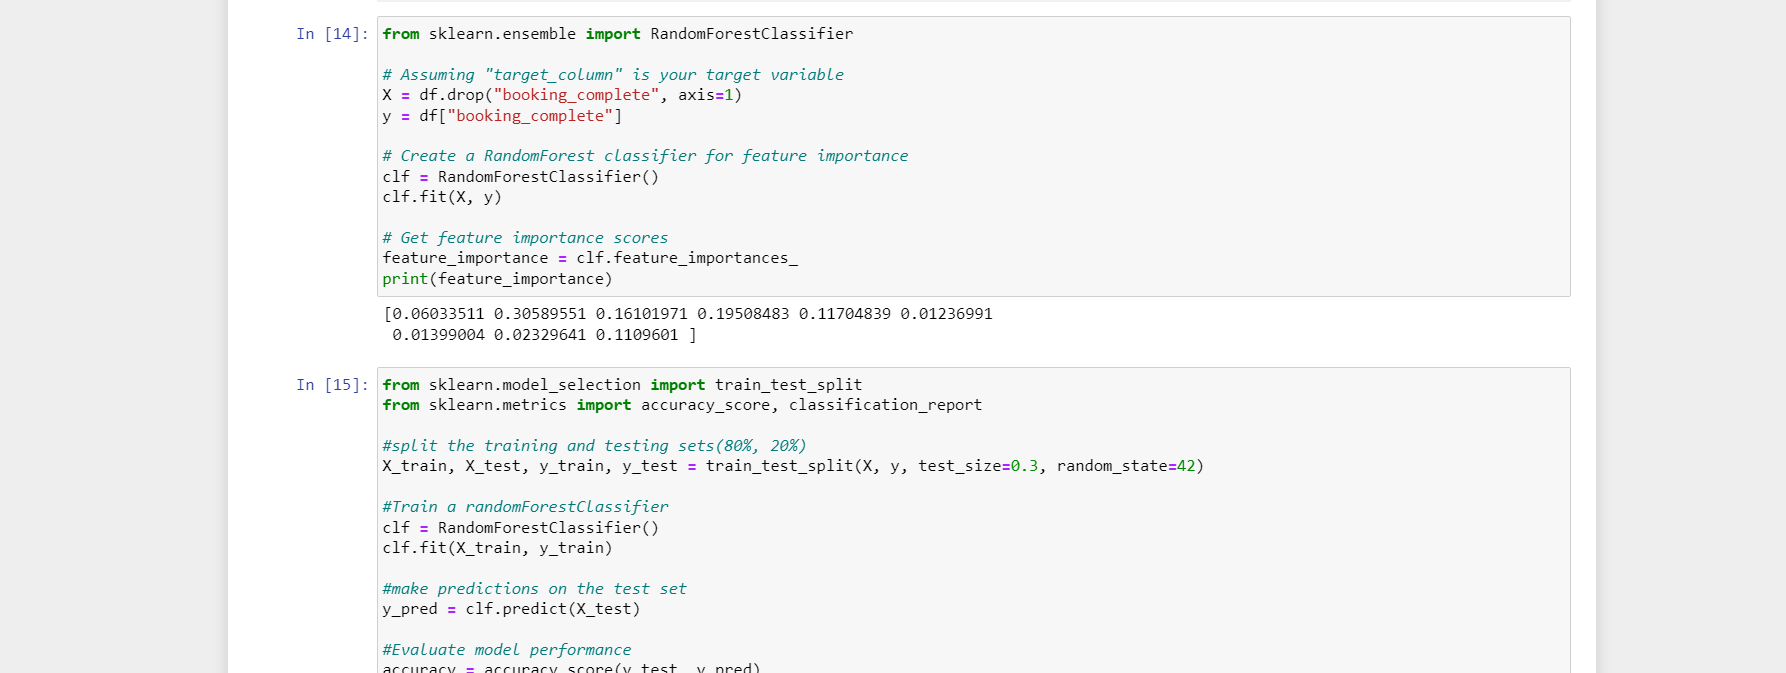 In [14]:
from sklearn.ensemble import RandomForestClassifier
# Assuming "target_column" is your target variable
X = df.drop("booking_complete", axis=1)
y = df["booking_complete"]
# Create a RandomForest classifier for feature importance
clf = RandomForestClassifier()
clf.fit(X, y)
# Get feature importance scores
feature_importance = clf.feature_importances_
print(feature_importance)
[0.06033511 0.30589551 0.16101971 0.19508483 0.11704839 0.01236991
0.01399004 0.02329641 0.1109601 ]
In [15]:
from sklearn.model_selection import train_test_split
from sklearn.metrics import accuracy_score, classification_report
#split the training and testing sets(80%, 20%)
X_train, X_test, y_train, y_test = train_test_split(X, y, test_size=0.3, random_state=42)
#Train a randomForestClassifier
clf = RandomForestClassifier()
clf.fit(X_train, y_train)
#make predictions on the test set
y_pred = clf.predict(X_test)
#Evaluate model performance
accuracy = accuracy_score(y_test, y_pred)